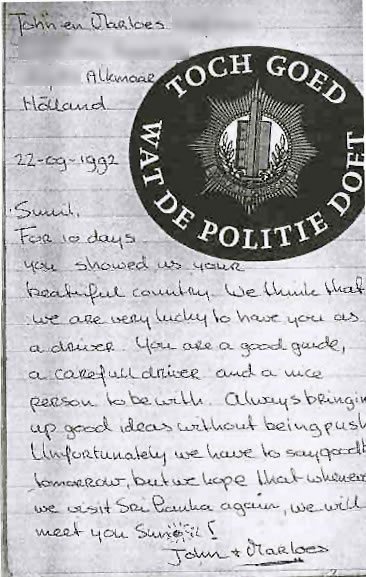 John en Marloes
Alkmaar
Holland
TOCH GOED
WAT DE POLITIE DOET
22-09-1992
Sunil,
For 10 days
you showed us your
beatiful country. We think that
we are very lucky to have you as
a driver. You are a good guide,
a carefull driver and a nice
person to be with. Always bringin
up good ideas without being push
Unfortunately we have to say goodb
tomorrow, but we hope that whenever
we visit Sri Lanka again, we will
meet you Sunil!
John + Marloes